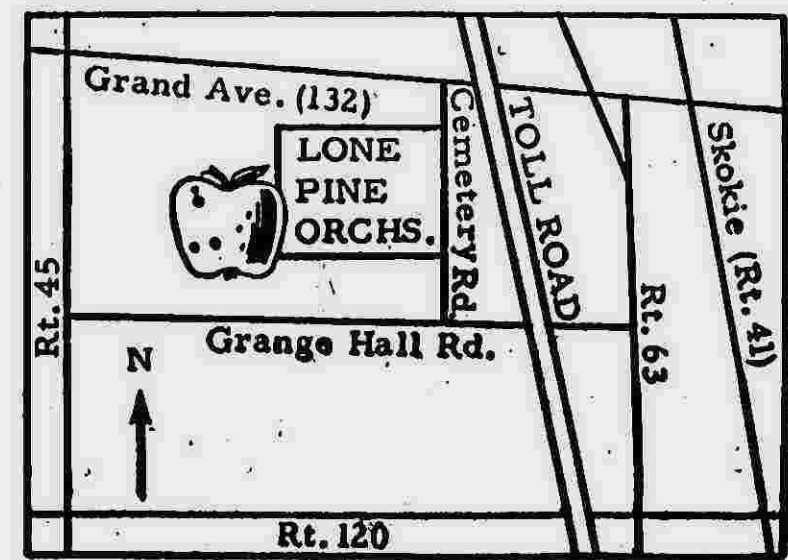 Grand Ave. (132)
LONE
PINE
ORCHS.
Cemetery Rd.
TOLL ROAD
Skokie (Rt. 41)
Rt. 45
Rt. 63
Grange Hall Rd.
N
Rt. 120